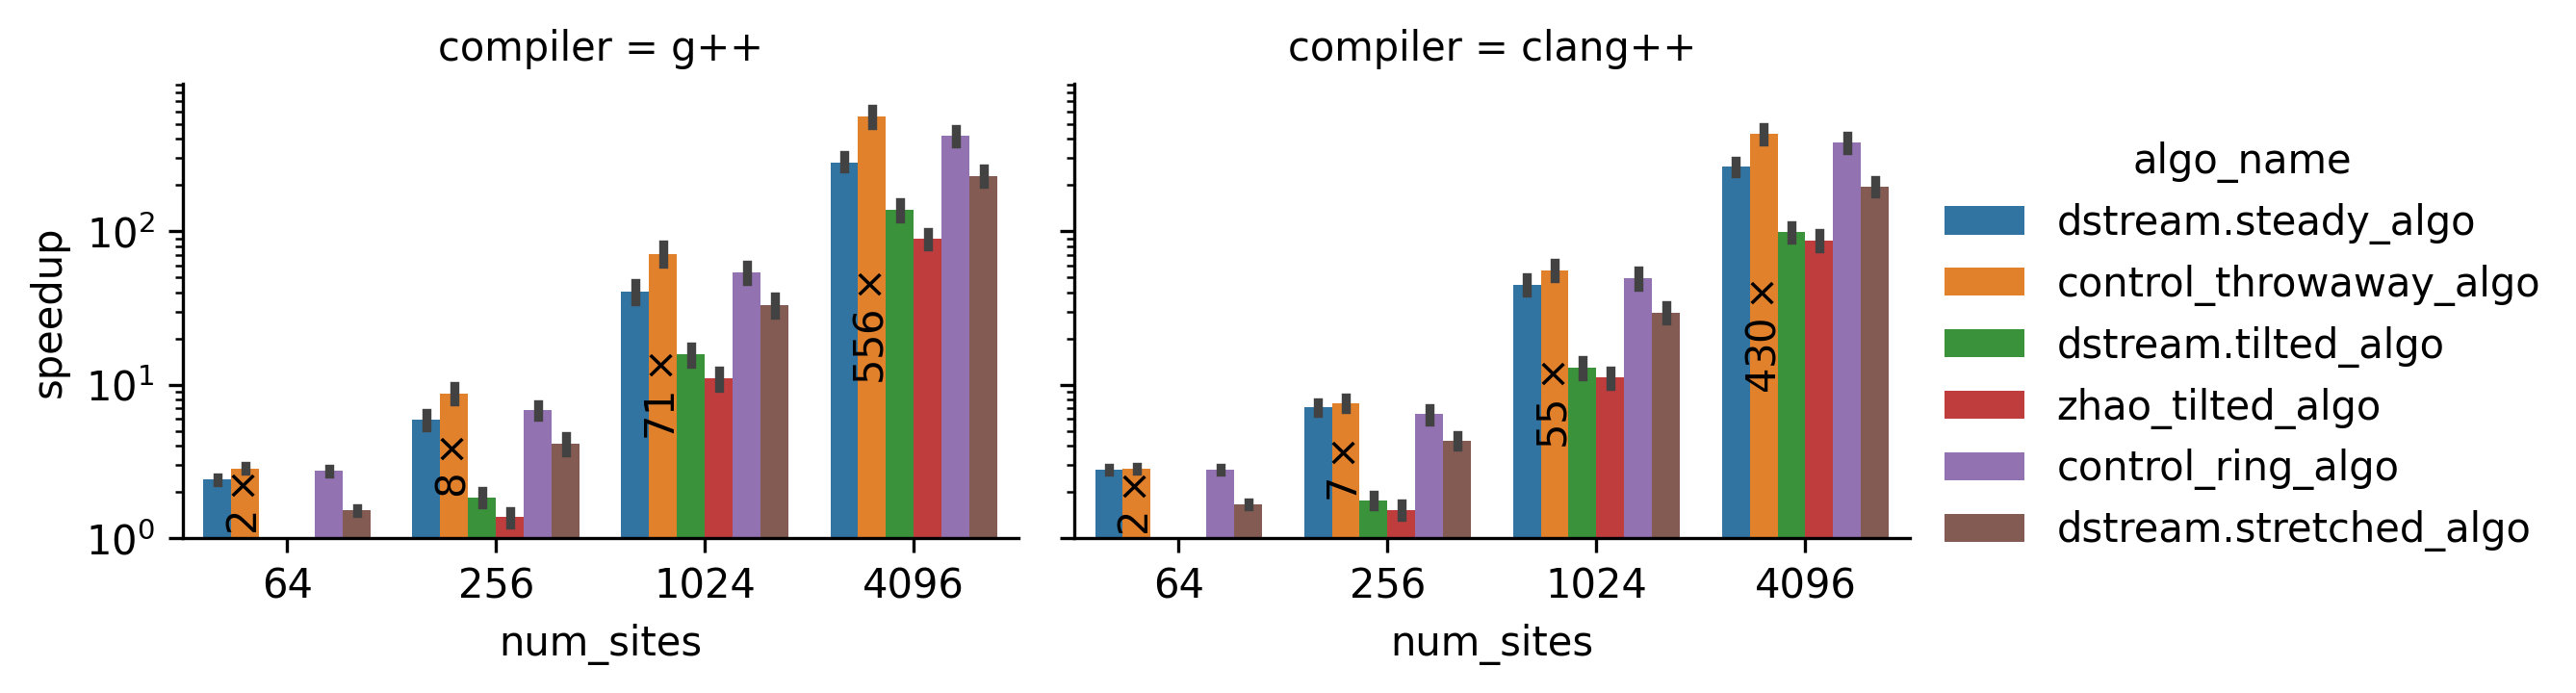 compiler = g++
compiler = clang++
speedup
10²
10¹
10⁰
2×
8×
71×
556×
64
256
1024
4096
num_sites
2×
7×
55×
430×
64
256
1024
4096
num_sites
algo_name
dstream.steady_algo
control_throwaway_algo
dstream.tilted_algo
zhao_tilted_algo
control_ring_algo
dstream.stretched_algo